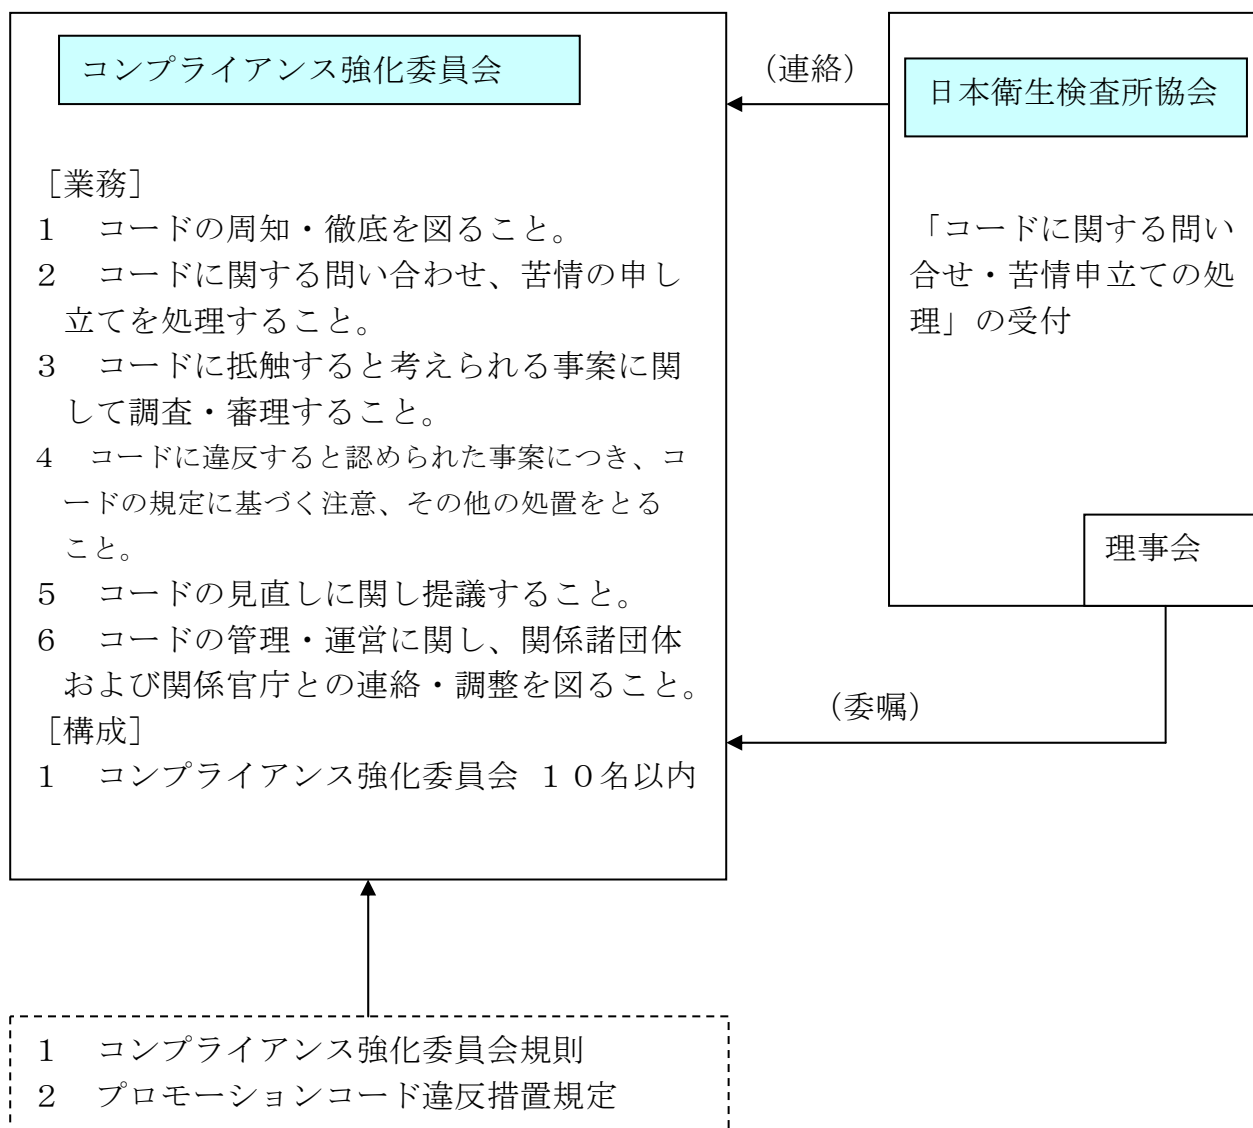 コンプライアンス強化委員会
［業務］
１　コードの周知・徹底を図ること。
２　コードに関する問い合わせ、苦情の申し
立てを処理すること。
３　コードに抵触すると考えられる事案に関
して調査・審理すること。
４　コードに違反すると認められた事案につき、コ
ードの規定に基づく注意、その他の処置をとる
こと。
５　コードの見直しに関し提議すること。
６　コードの管理・運営に関し、関係諸団体
および関係官庁との連絡・調整を図ること。
［構成］
１　コンプライアンス強化委員会 １０名以内
（連絡）
日本衛生検査所協会
「コードに関する問い
合せ・苦情申立ての処
理」の受付
理事会
（委嘱）
１　コンプライアンス強化委員会規則
２　プロモーションコード違反措置規定